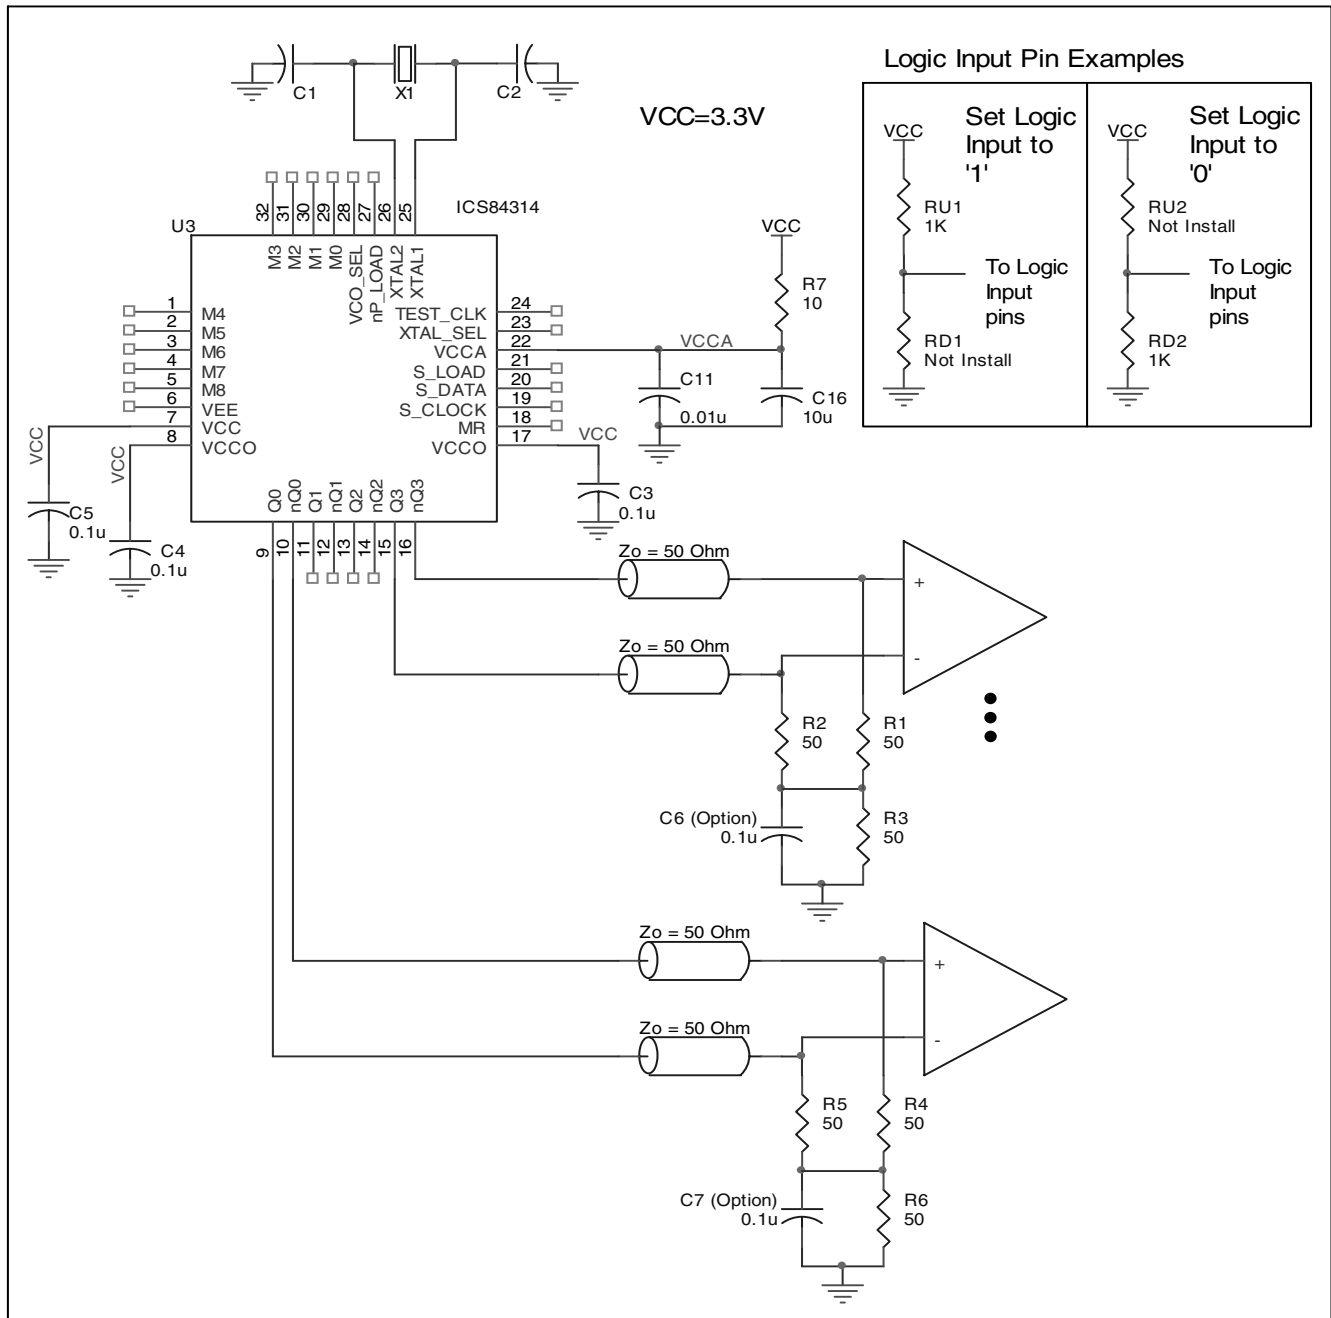 C1
X1
C2
VCC=3.3V
Logic Input Pin Examples
VCC
Set Logic
Input to
'1'
RU1
1K
To Logic
Input
pins
RD1
Not Install
VCC
Set Logic
Input to
'0'
RU2
Not Install
To Logic
Input
pins
RD2
1K
U3
ICS84314
32
31
30
29
28
27
26
25
M3
M2
M1
M0
VCO_SEL
nP_LOAD
XTAL2
XTAL1
1
2
3
4
5
6
7
8
M4
M5
M6
M7
M8
VEE
VCC
VCCO
TEST_CLK
XTAL_SEL
VCCA
S_LOAD
S_DATA
S_CLOCK
MR
VCCO
24
23
22
21
20
19
18
17
Q0
nQ0
Q1
nQ1
Q2
nQ2
Q3
nQ3
9
10
11
12
13
14
15
16
VCC
R7
10
VCCA
C11
0.01u
C16
10u
VCC
C3
0.1u
VCC
VCC
C5
0.1u
C4
0.1u
Zo = 50 Ohm
+
Zo = 50 Ohm
-
R2
50
R1
50
C6 (Option)
0.1u
R3
50
Zo = 50 Ohm
+
Zo = 50 Ohm
-
R5
50
R4
50
C7 (Option)
0.1u
R6
50